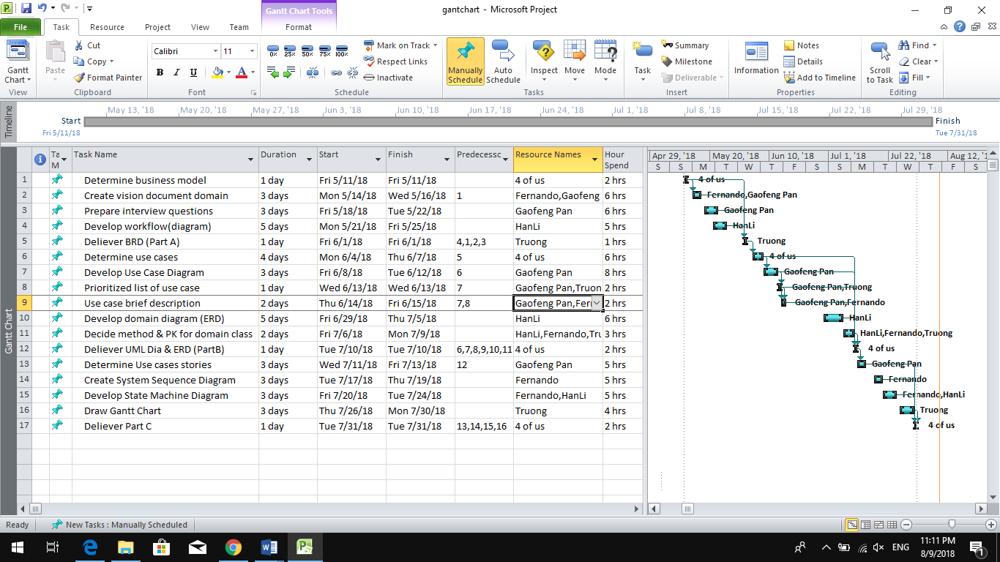 gantchart - Microsoft Project
Gantt Chart Tools
File Task Resource Project View Team Format
Gantt Chart
View
Paste
Cut
Copy
Format Painter
Clipboard
Calibri 11
B I U A
Font
0% 25% 50% 75% 100%
Mark on Track
Respect Links
Inactivate
Schedule
Manually Schedule
Auto Schedule
Inspect Move Mode
Tasks
Task
Summary
Milestone
Deliverable
Insert
Information
Notes
Details
Add to Timeline
Properties
Scroll to Task
Find
Clear
Fill
Editing
Timeline
May 13, '18 May 20, '18 May 27, '18 Jun 3, '18 Jun 10, '18 Jun 17, '18 Jun 24, '18 Jul 1, '18 Jul 8, '18 Jul 15, '18 Jul 22, '18 Jul 29, '18
Start
Fri 5/11/18
Finish
Tue 7/31/18
Gantt Chart
Ta M Task Name Duration Start Finish Predecessc Resource Names Hour Spend
1 Determine business model 1 day Fri 5/11/18 Fri 5/11/18 4 of us 2 hrs
2 Create vision document domain 3 days Mon 5/14/18 Wed 5/16/18 1 Fernando,Gaofeng 6 hrs
3 Prepare interview questions 3 days Fri 5/18/18 Tue 5/22/18 Gaofeng Pan 6 hrs
4 Develop workflow(diagram) 5 days Mon 5/21/18 Fri 5/25/18 HanLi 5 hrs
5 Deliever BRD (Part A) 1 day Fri 6/1/18 Fri 6/1/18 4,1,2,3 Truong 1 hrs
6 Determine use cases 4 days Mon 6/4/18 Thu 6/7/18 5 4 of us 6 hrs
7 Develop Use Case Diagram 3 days Fri 6/8/18 Tue 6/12/18 6 Gaofeng Pan 8 hrs
8 Prioritized list of use case 1 day Wed 6/13/18 Wed 6/13/18 7 Gaofeng Pan,Truon 2 hrs
9 Use case brief description 2 days Thu 6/14/18 Fri 6/15/18 7,8 Gaofeng Pan,Fer 2 hrs
10 Develop domain diagram (ERD) 5 days Fri 6/29/18 Thu 7/5/18 HanLi 6 hrs
11 Decide method & PK for domain class 2 days Fri 7/6/18 Mon 7/9/18 HanLi,Fernando,Tru 3 hrs
12 Deliever UML Dia & ERD (PartB) 1 day Tue 7/10/18 Tue 7/10/18 6,7,8,9,10,11 4 of us 2 hrs
13 Determine Use cases stories 3 days Wed 7/11/18 Fri 7/13/18 12 Gaofeng Pan 5 hrs
14 Create System Sequence Diagram 3 days Tue 7/17/18 Thu 7/19/18 Fernando 5 hrs
15 Develop State Machine Diagram 3 days Fri 7/20/18 Tue 7/24/18 Fernando,HanLi 5 hrs
16 Draw Gantt Chart 3 days Thu 7/26/18 Mon 7/30/18 Truong 4 hrs
17 Deliever Part C 1 day Tue 7/31/18 Tue 7/31/18 13,14,15,16 4 of us 2 hrs
Apr 29, '18 May 20, '18 Jun 10, '18 Jul 1, '18 Jul 22, '18 Aug 12, '1
S S M T W T F S S M T W T F S
4 of us
Fernando,Gaofeng Pan
Gaofeng Pan
HanLi
Truong
4 of us
Gaofeng Pan
Gaofeng Pan,Truong
Gaofeng Pan,Fernando
HanLi
HanLi,Fernando,Truong
4 of us
Gaofeng Pan
Fernando
Fernando,HanLi
Truong
4 of us
Ready New Tasks : Manually Scheduled
ENG
11:11 PM
8/9/2018
1